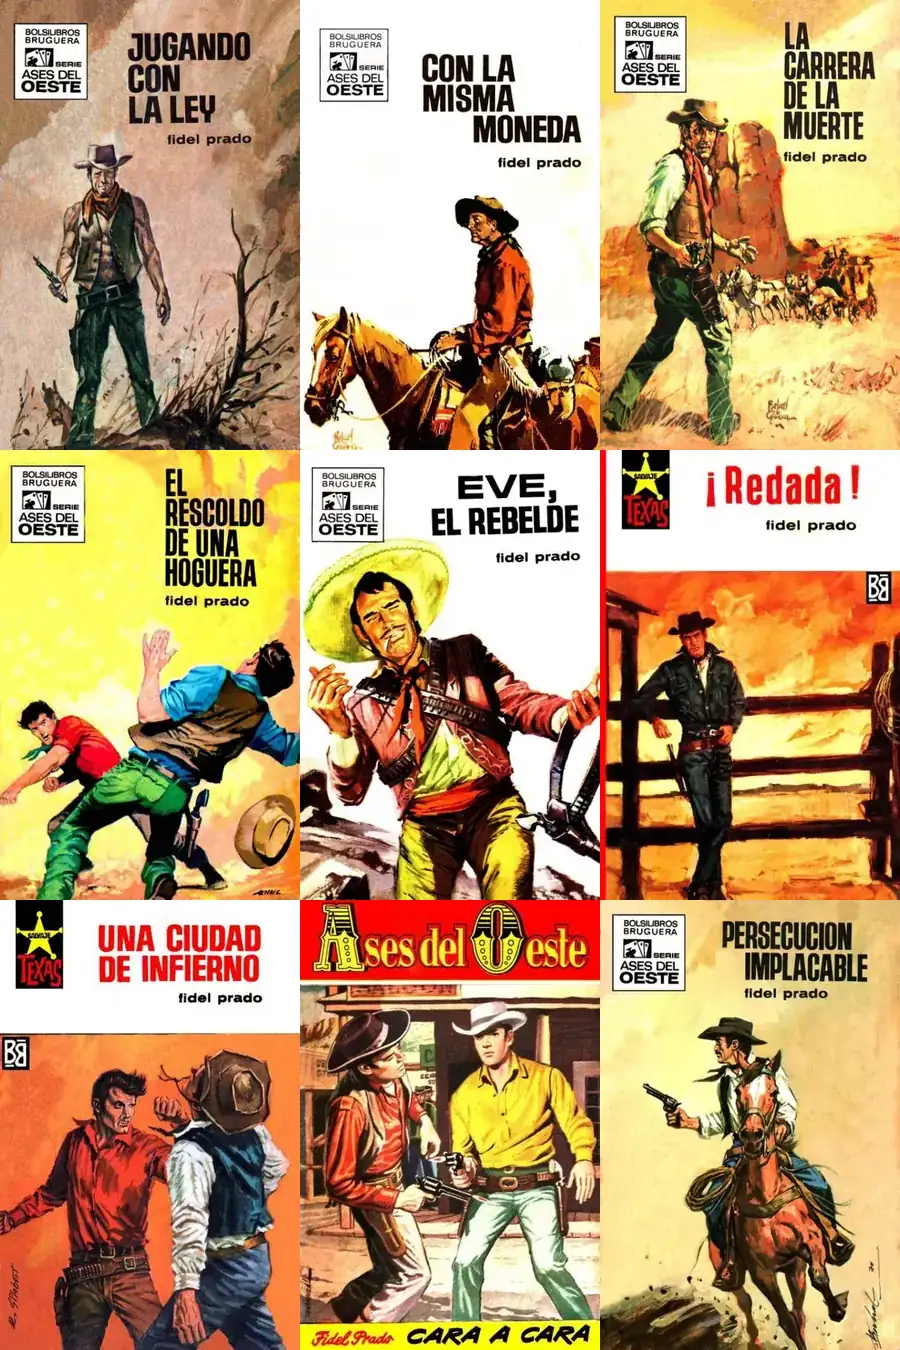 BOLSILIBROS
BRUGUERA
SERIE
ASES DEL
OESTE
JUGANDO
CON
LA LEY
fidel prado
BOLSILIBROS
BRUGUERA
SERIE
ASES DEL
OESTE
CON LA
MISMA
MONEDA
fidel prado
BOLSILIBROS
BRUGUERA
SERIE
ASES DEL
OESTE
LA
CARRERA
DE LA
MUERTE
fidel prado
BOLSILIBROS
BRUGUERA
SERIE
ASES DEL
OESTE
EL
RESCOLDO
DE UNA
HOGUERA
fidel prado
BOLSILIBROS
BRUGUERA
SERIE
ASES DEL
OESTE
EVE,
EL REBELDE
fidel prado
SALVAJE
TEXAS
¡Redada!
fidel prado
BB
SALVAJE
TEXAS
UNA CIUDAD
DE INFIERNO
fidel prado
BB
Ases del Oeste
Fidel Prado CARA A CARA
BOLSILIBROS
BRUGUERA
SERIE
ASES DEL
OESTE
PERSECUCION
IMPLACABLE
fidel prado